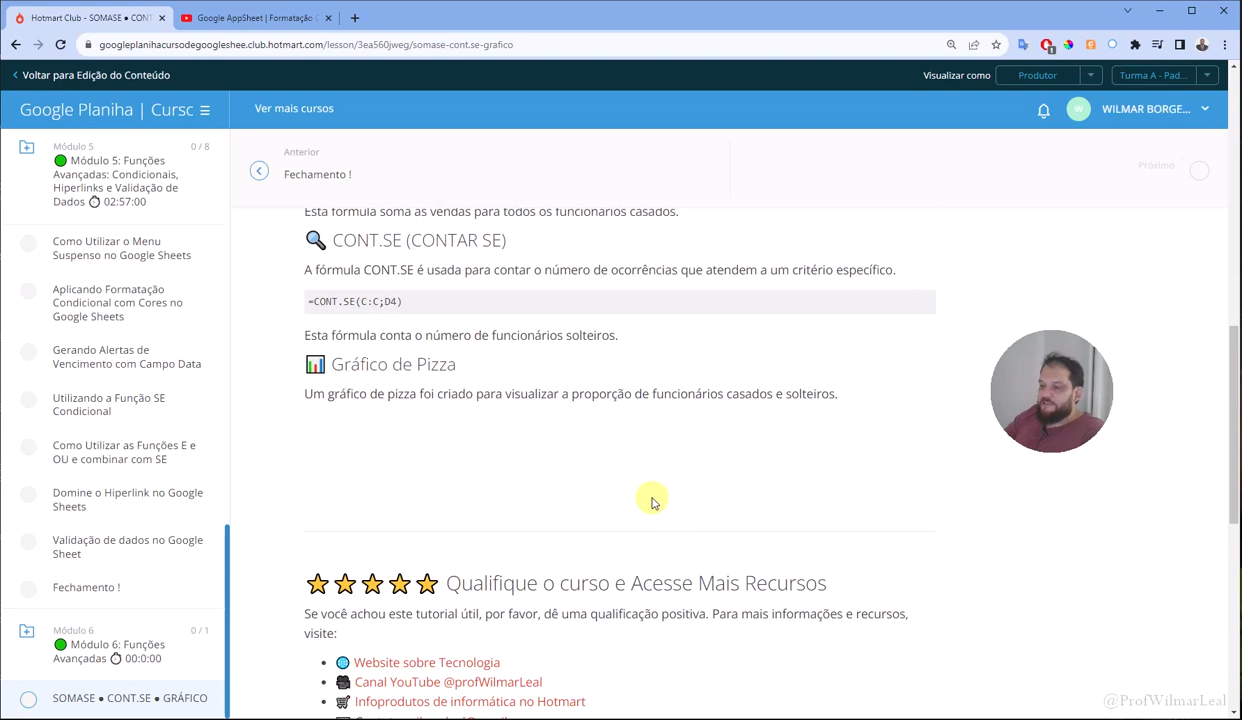 Hotmart Club - SOMASE ● CONT
Google AppSheet | Formatação C
googleplanihacursodegoogleshee.club.hotmart.com/lesson/3ea560jweg/somase-cont.se-grafico
Voltar para Edição do Conteúdo
Visualizar como
Produtor
Turma A - Pad...
Google Planiha | Cursc
Ver mais cursos
W
WILMAR BORGE...
Módulo 5
0 / 8
Módulo 5: Funções
Avançadas: Condicionais,
Hiperlinks e Validação de
Dados ⏱ 02:57:00
Como Utilizar o Menu
Suspenso no Google Sheets
Aplicando Formatação
Condicional com Cores no
Google Sheets
Gerando Alertas de
Vencimento com Campo Data
Utilizando a Função SE
Condicional
Como Utilizar as Funções E e
OU e combinar com SE
Domine o Hiperlink no Google
Sheets
Validação de dados no Google
Sheet
Fechamento !
Módulo 6
0 / 1
Módulo 6: Funções
Avançadas ⏱ 00:0:00
SOMASE ● CONT.SE ● GRÁFICO
Anterior
Fechamento !
Próximo
Esta fórmula soma as vendas para todos os funcionários casados.
CONT.SE (CONTAR SE)
A fórmula CONT.SE é usada para contar o número de ocorrências que atendem a um critério específico.
=CONT.SE(C:C;D4)
Esta fórmula conta o número de funcionários solteiros.
Gráfico de Pizza
Um gráfico de pizza foi criado para visualizar a proporção de funcionários casados e solteiros.
Qualifique o curso e Acesse Mais Recursos
Se você achou este tutorial útil, por favor, dê uma qualificação positiva. Para mais informações e recursos,
visite:
Website sobre Tecnologia
Canal YouTube @profWilmarLeal
Infoprodutos de informática no Hotmart
@ProfWilmarLeal